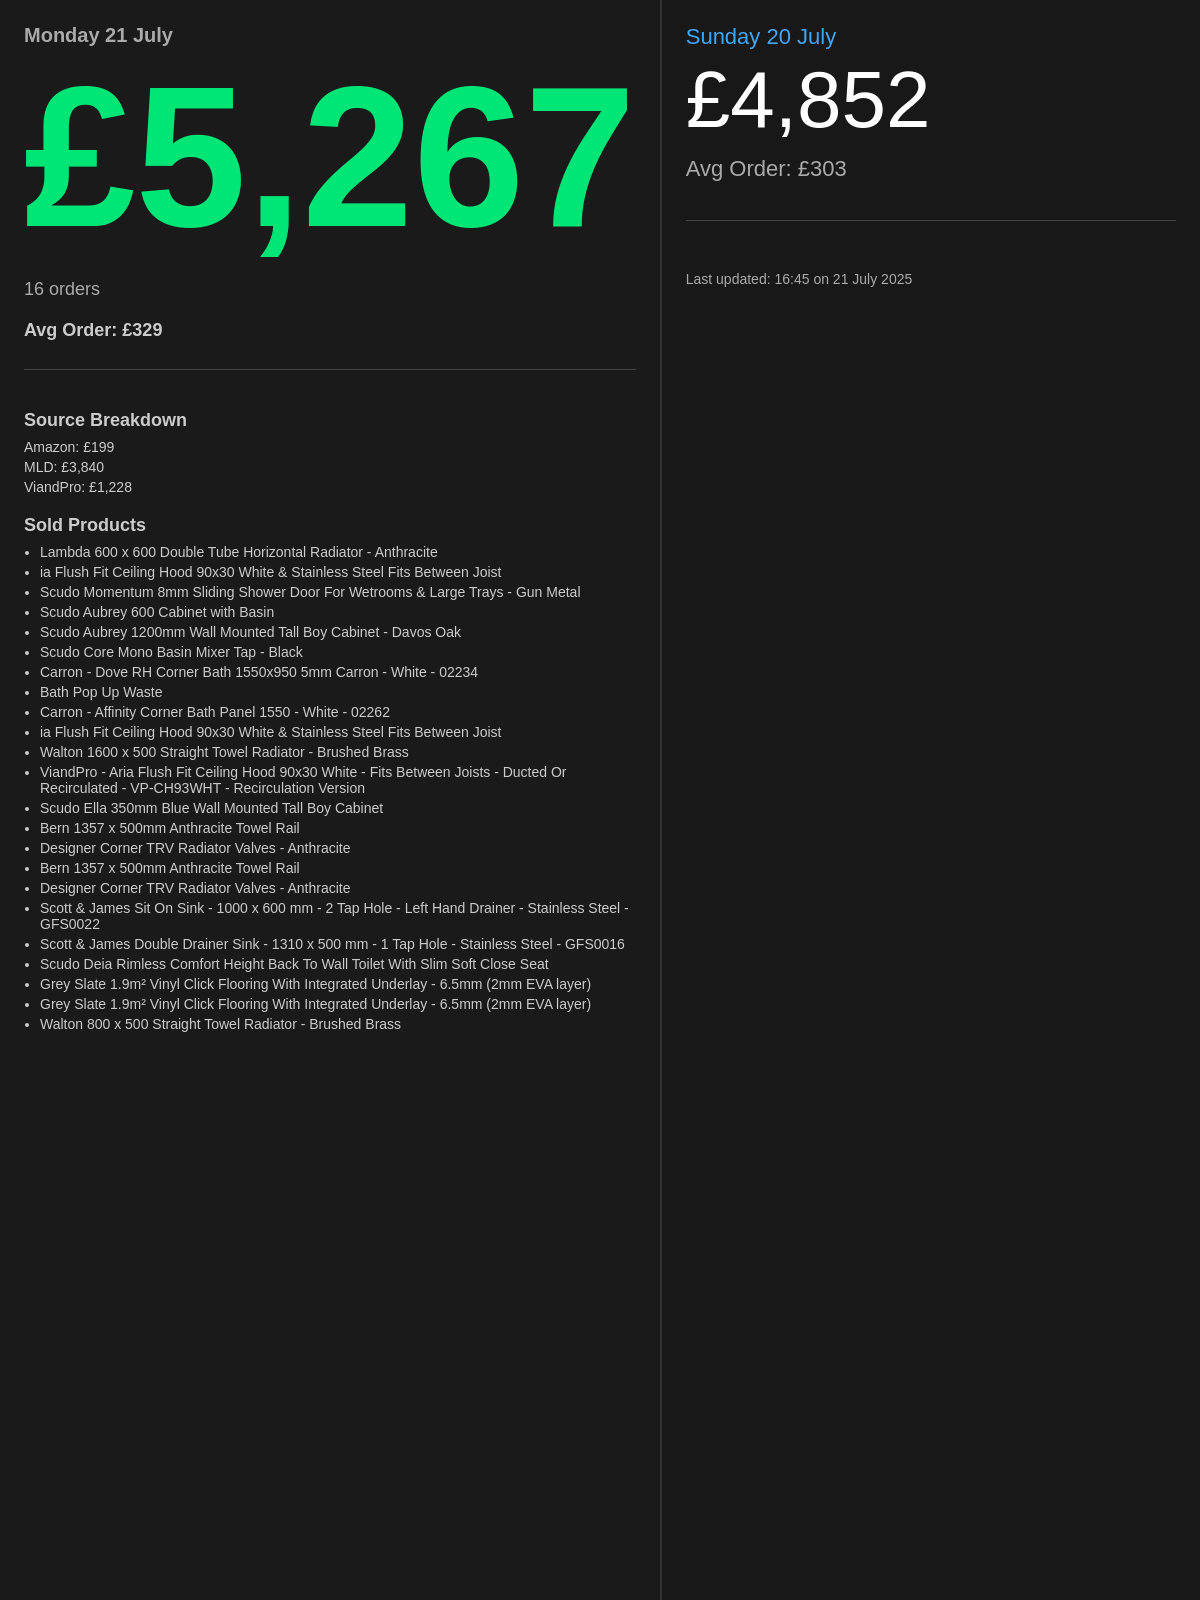 Monday 21 July
£5,267
16 orders
Avg Order: £329
Source Breakdown
Amazon: £199
MLD: £3,840
ViandPro: £1,228
Sold Products
• Lambda 600 x 600 Double Tube Horizontal Radiator - Anthracite
• ia Flush Fit Ceiling Hood 90x30 White & Stainless Steel Fits Between Joist
• Scudo Momentum 8mm Sliding Shower Door For Wetrooms & Large Trays - Gun Metal
• Scudo Aubrey 600 Cabinet with Basin
• Scudo Aubrey 1200mm Wall Mounted Tall Boy Cabinet - Davos Oak
• Scudo Core Mono Basin Mixer Tap - Black
• Carron - Dove RH Corner Bath 1550x950 5mm Carron - White - 02234
• Bath Pop Up Waste
• Carron - Affinity Corner Bath Panel 1550 - White - 02262
• ia Flush Fit Ceiling Hood 90x30 White & Stainless Steel Fits Between Joist
• Walton 1600 x 500 Straight Towel Radiator - Brushed Brass
• ViandPro - Aria Flush Fit Ceiling Hood 90x30 White - Fits Between Joists - Ducted Or
Recirculated - VP-CH93WHT - Recirculation Version
• Scudo Ella 350mm Blue Wall Mounted Tall Boy Cabinet
• Bern 1357 x 500mm Anthracite Towel Rail
• Designer Corner TRV Radiator Valves - Anthracite
• Bern 1357 x 500mm Anthracite Towel Rail
• Designer Corner TRV Radiator Valves - Anthracite
• Scott & James Sit On Sink - 1000 x 600 mm - 2 Tap Hole - Left Hand Drainer - Stainless Steel -
GFS0022
• Scott & James Double Drainer Sink - 1310 x 500 mm - 1 Tap Hole - Stainless Steel - GFS0016
• Scudo Deia Rimless Comfort Height Back To Wall Toilet With Slim Soft Close Seat
• Grey Slate 1.9m² Vinyl Click Flooring With Integrated Underlay - 6.5mm (2mm EVA layer)
• Grey Slate 1.9m² Vinyl Click Flooring With Integrated Underlay - 6.5mm (2mm EVA layer)
• Walton 800 x 500 Straight Towel Radiator - Brushed Brass
Sunday 20 July
£4,852
Avg Order: £303
Last updated: 16:45 on 21 July 2025